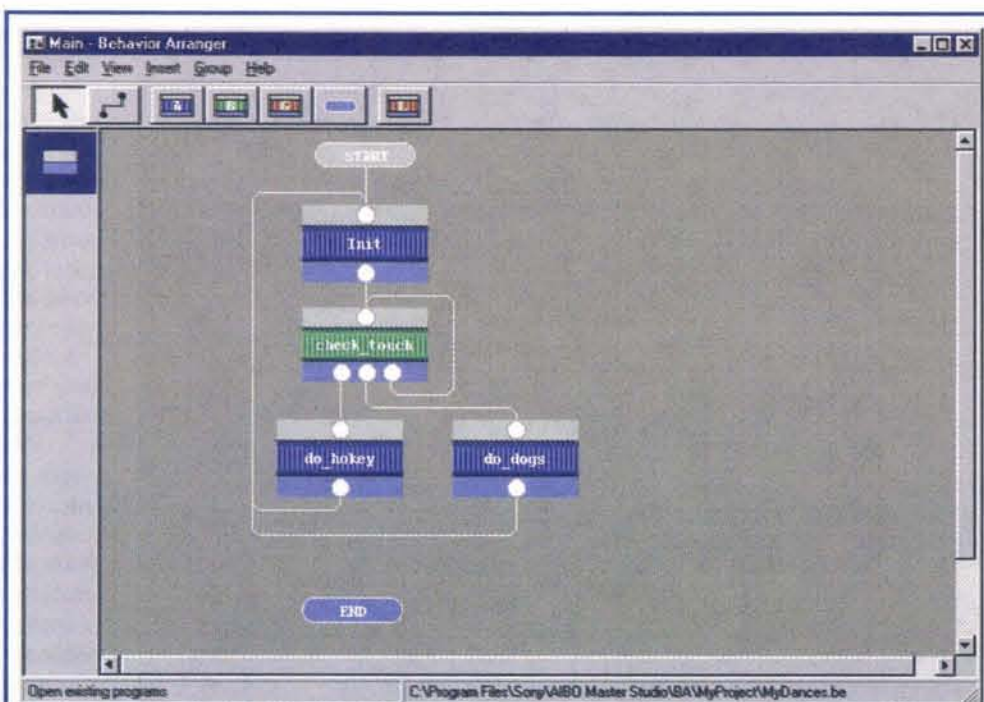 Main - Behavior Arranger
File Edit View Insert Group Help
A B G L
START
Init
check_touch
do_hokey do_dogs
END
Open existing programs C:\Program Files\Sony\AIBO Master Studio\BA\MyProject\MyDances.be